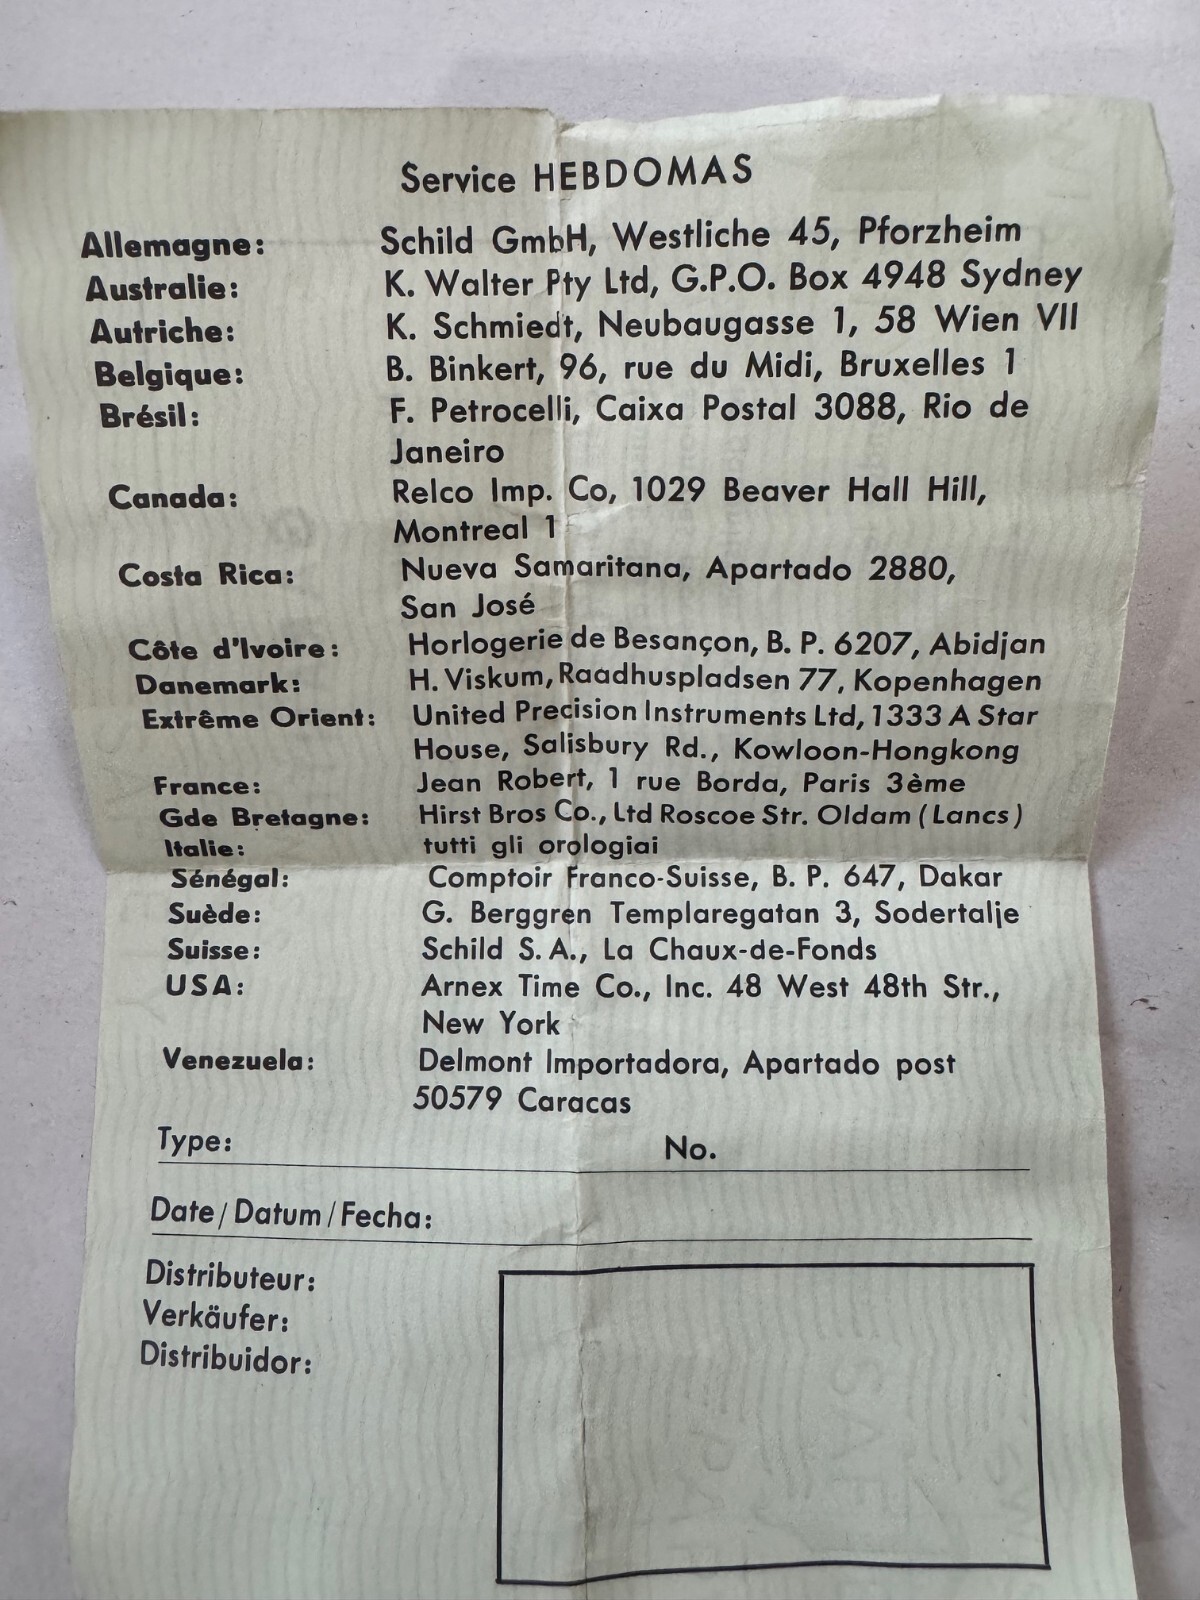 Service HEBDOMAS
Allemagne: Schild GmbH, Westliche 45, Pforzheim
Australie: K. Walter Pty Ltd, G.P.O. Box 4948 Sydney
Autriche: K. Schmiedt, Neubaugasse 1, 58 Wien VII
Belgique: B. Binkert, 96, rue du Midi, Bruxelles 1
Brésil: F. Petrocelli, Caixa Postal 3088, Rio de
Janeiro
Canada: Relco Imp. Co, 1029 Beaver Hall Hill,
Montreal 1
Costa Rica: Nueva Samaritana, Apartado 2880,
San José
Côte d'Ivoire: Horlogerie de Besançon, B. P. 6207, Abidjan
Danemark: H. Viskum, Raadhuspladsen 77, Kopenhagen
Extrême Orient: United Precision Instruments Ltd, 1333 A Star
House, Salisbury Rd., Kowloon-Hongkong
France: Jean Robert, 1 rue Borda, Paris 3ème
Gde Bretagne: Hirst Bros Co., Ltd Roscoe Str. Oldam (Lancs)
Italie: tutti gli orologiai
Sénégal: Comptoir Franco-Suisse, B. P. 647, Dakar
Suède: G. Berggren Templaregatan 3, Sodertalje
Suisse: Schild S. A., La Chaux-de-Fonds
USA: Arnex Time Co., Inc. 48 West 48th Str.,
New York
Venezuela: Delmont Importadora, Apartado post
50579 Caracas
Type: No.
Date/Datum/Fecha:
Distributeur:
Verkäufer:
Distribuidor: